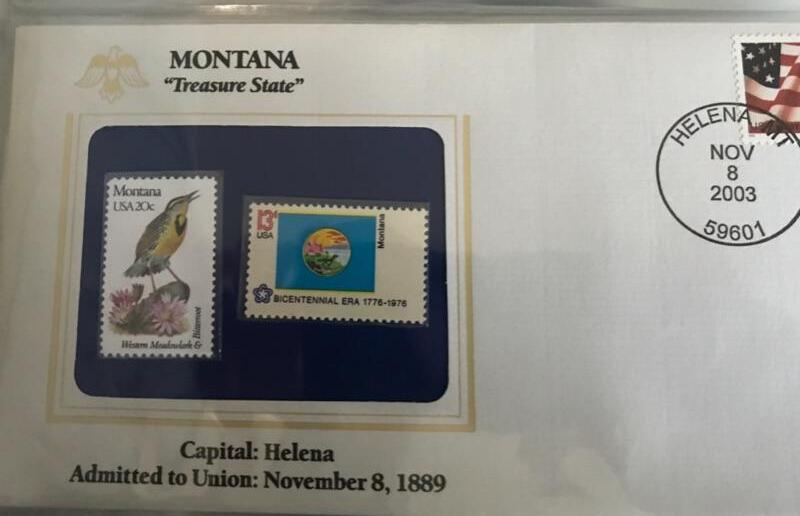 MONTANA
"Treasure State"
Montana
USA 20c
Western Meadowlark &
Bitterroot
13¢
USA
Montana
BICENTENNIAL ERA 1776-1976
HELENA, MT
NOV
8
2003
59601
Capital: Helena
Admitted to Union: November 8, 1889